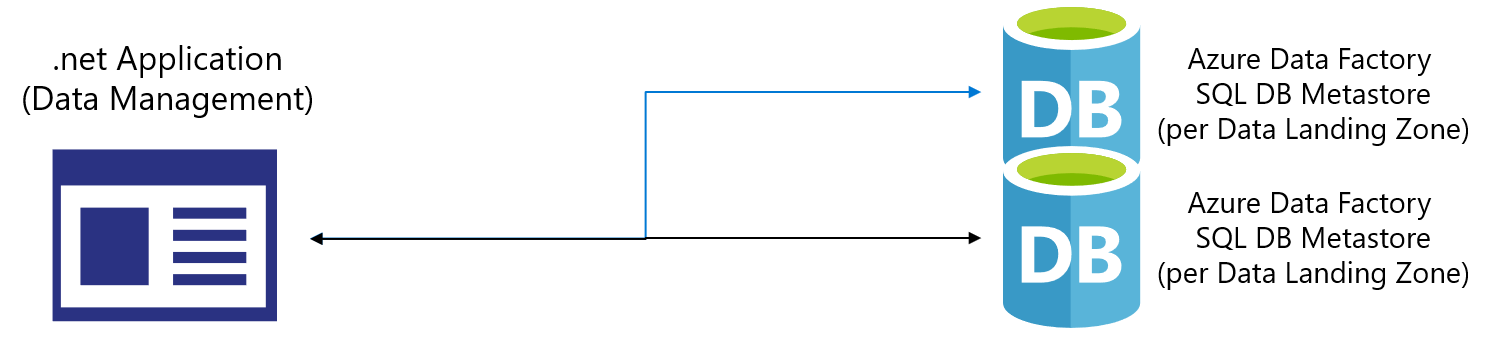 .net Application
(Data Management)
DB
Azure Data Factory
SQL DB Metastore
(per Data Landing Zone)
DB
Azure Data Factory
SQL DB Metastore
(per Data Landing Zone)